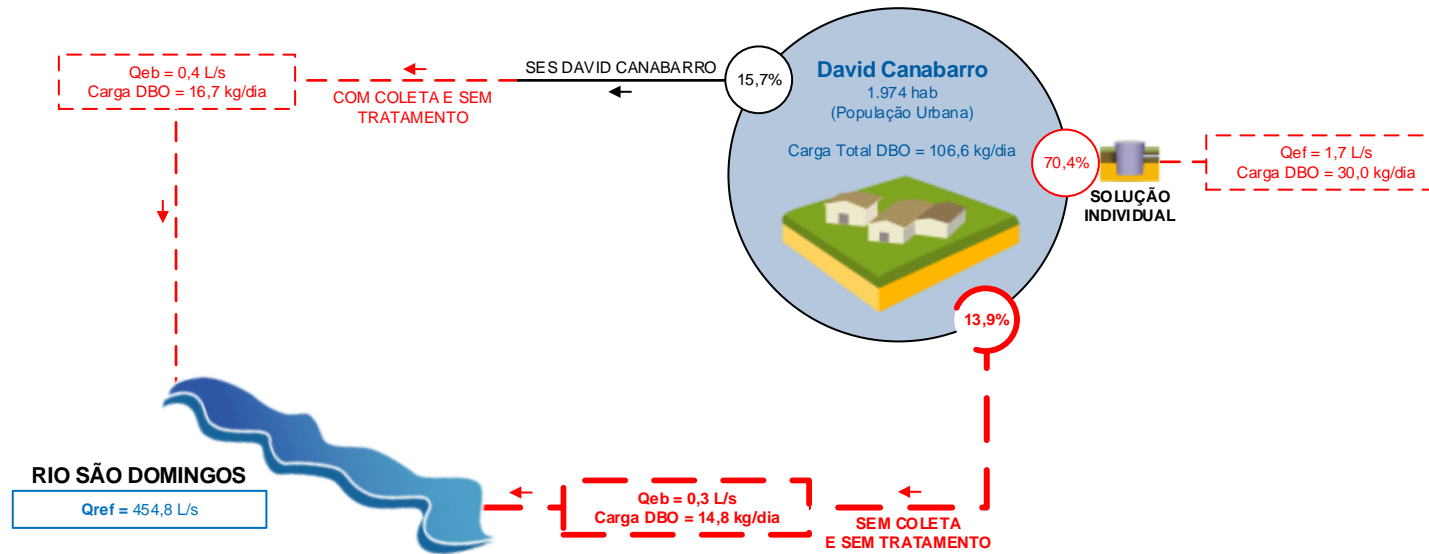 Qeb = 0,4 L/s
Carga DBO = 16,7 kg/dia
COM COLETA E SEM
TRATAMENTO
SES DAVID CANABARRO
15,7%
David Canabarro
1.974 hab
(População Urbana)
Carga Total DBO = 106,6 kg/dia
70,4%
SOLUÇÃO
INDIVIDUAL
Qef = 1,7 L/s
Carga DBO = 30,0 kg/dia
13,9%
RIO SÃO DOMINGOS
Qref = 454,8 L/s
Qeb = 0,3 L/s
Carga DBO = 14,8 kg/dia
SEM COLETA
E SEM TRATAMENTO